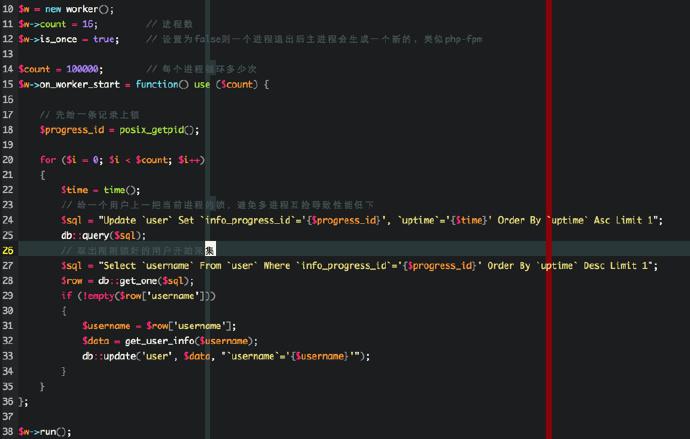 10 $w = new worker();
11 $w->count = 16;          // 进程数
12 $w->is_once = true;    // 设置为false则一个进程退出后主进程会生成一个新的，类似php-fpm
13
14 $count = 100000;        // 每个进程循环多少次
15 $w->on_worker_start = function() use ($count) {
16
17     // 先给一条记录上锁
18     $progress_id = posix_getpid();
19
20     for ($i = 0; $i < $count; $i++)
21     {
22         $time = time();
23         // 给一个用户上一把当前进程的锁，避免多进程互抢导致性能低下
24         $sql = "Update `user` Set `info_progress_id`='{$progress_id}', `uptime`='{$time}' Order By `uptime` Asc Limit 1";
25         db::query($sql);
26         // 取出刚刚锁好的用户开始采集
27         $sql = "Select `username` From `user` Where `info_progress_id`='{$progress_id}' Order By `uptime` Desc Limit 1";
28         $row = db::get_one($sql);
29         if (!empty($row['username']))
30         {
31             $username = $row['username'];
32             $data = get_user_info($username);
33             db::update('user', $data, "`username`='{$username}'");
34         }
35     }
36 };
37
38 $w->run();